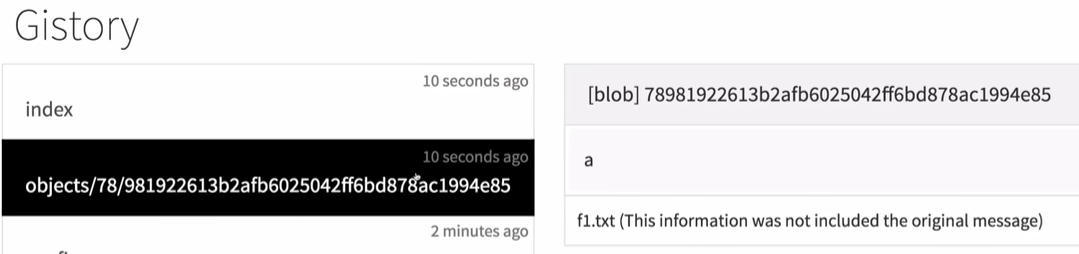 Gistory
10 seconds ago
index
10 seconds ago
objects/78/981922613b2afb6025042ff6bd878ac1994e85
2 minutes ago
[blob] 78981922613b2afb6025042ff6bd878ac1994e85
a
f1.txt (This information was not included the original message)